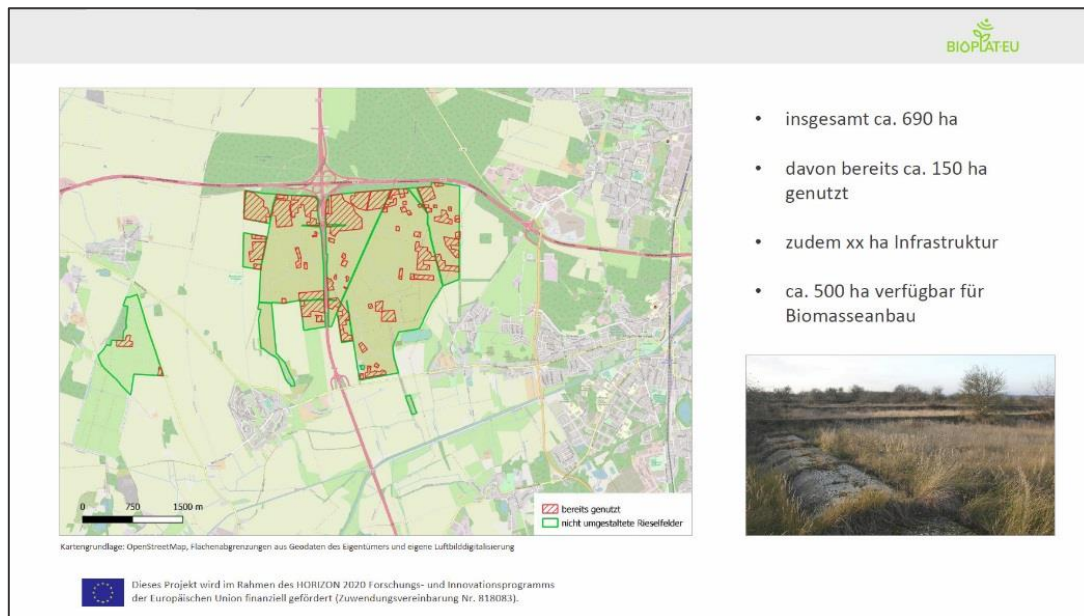 BIOPLAT-EU
• insgesamt ca. 690 ha
• davon bereits ca. 150 ha
genutzt
• zudem xx ha Infrastruktur
• ca. 500 ha verfügbar für
Biomasseanbau
0 750 1500 m
bereits genutzt
nicht umgestaltete Rieselfelder
Kartengrundlage: OpenStreetMap, Flächenabgrenzungen aus Geodaten des Eigentümers und eigene Luftbilddigitalisierung
Dieses Projekt wird im Rahmen des HORIZON 2020 Forschungs- und Innovationsprogramms
der Europäischen Union finanziell gefördert (Zuwendungsvereinbarung Nr. 818083).